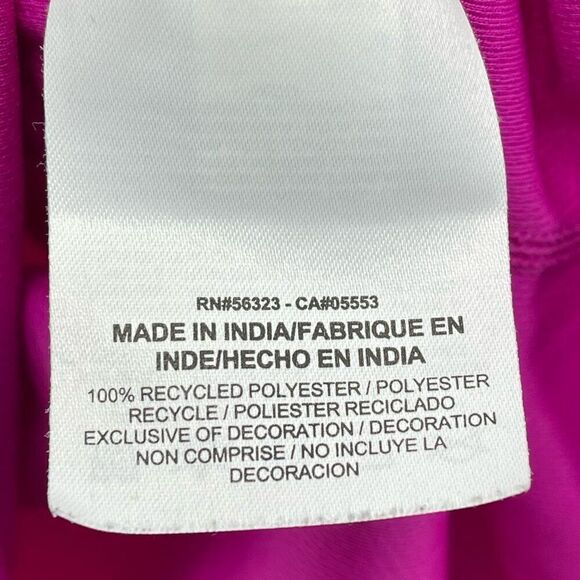 RN#56323 - CA#05553
MADE IN INDIA/FABRIQUE EN
INDE/HECHO EN INDIA
100% RECYCLED POLYESTER / POLYESTER
RECYCLE / POLIESTER RECICLADO
EXCLUSIVE OF DECORATION / DECORATION
NON COMPRISE / NO INCLUYE LA
DECORACION